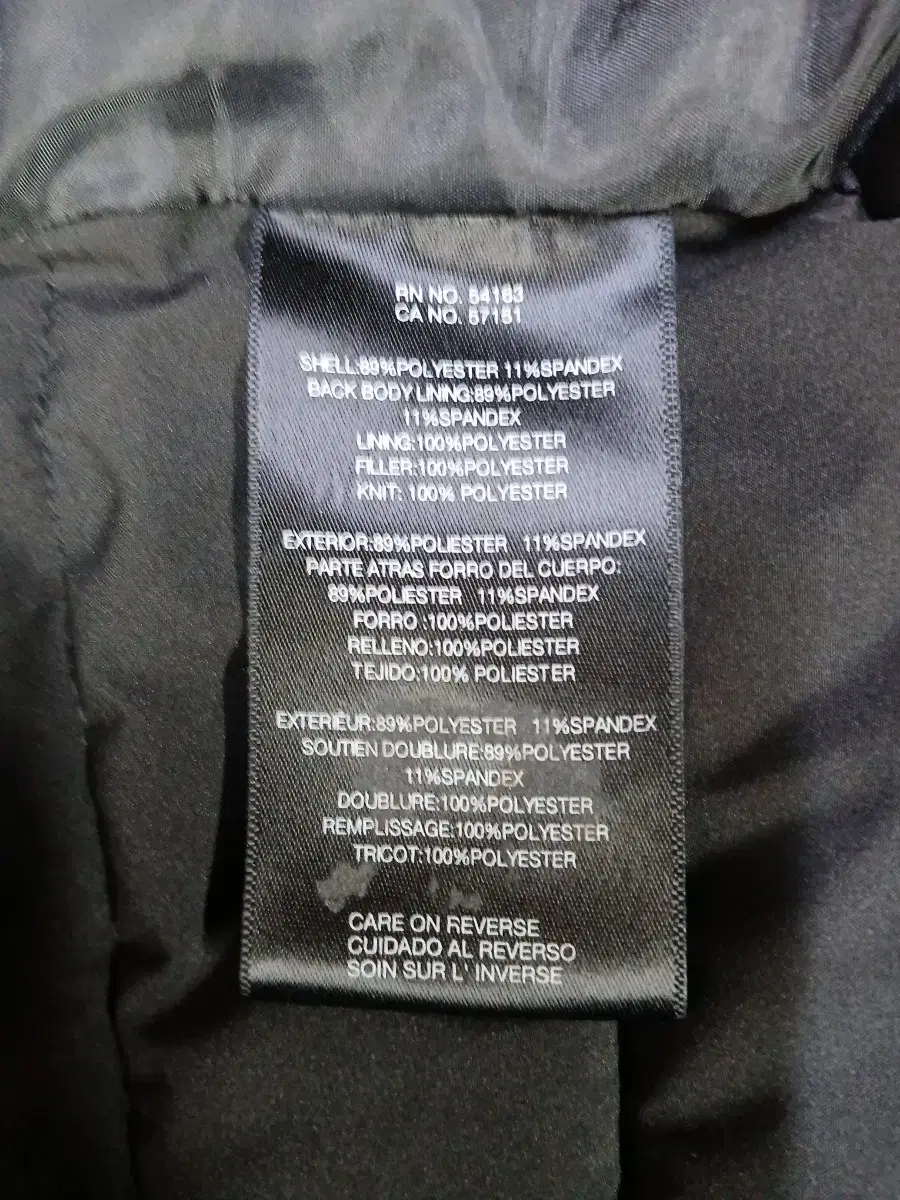 RN NO. 54163
CA NO. 57151
SHELL:89%POLYESTER 11%SPANDEX
BACK BODY LINING:89%POLYESTER
11%SPANDEX
LINING:100%POLYESTER
FILLER:100%POLYESTER
KNIT: 100% POLYESTER
EXTERIOR:89%POLIESTER 11%SPANDEX
PARTE ATRAS FORRO DEL CUERPO:
89%POLIESTER 11%SPANDEX
FORRO :100%POLIESTER
RELLENO:100%POLIESTER
TEJIDO:100% POLIESTER
EXTERIEUR:89%POLYESTER 11%SPANDEX
SOUTIEN DOUBLURE:89%POLYESTER
11%SPANDEX
DOUBLURE:100%POLYESTER
REMPLISSAGE:100%POLYESTER
TRICOT:100%POLYESTER
CARE ON REVERSE
CUIDADO AL REVERSO
SOIN SUR L' INVERSE